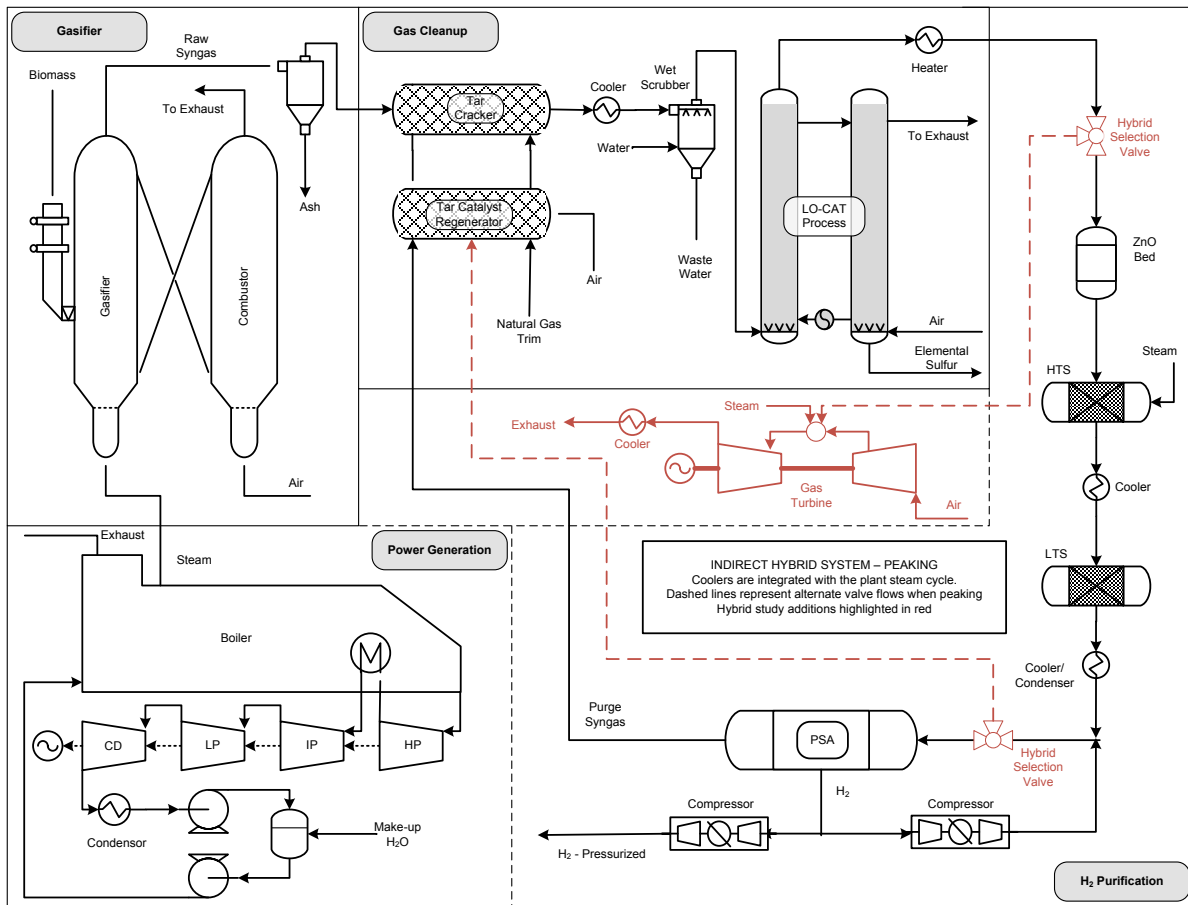 Gasifier
Raw
Syngas
Biomass
To Exhaust
Ash
Gasifier
Combustor
Air
Gas Cleanup
Tar
Cracker
Cooler
Wet
Scrubber
Water
Tar Catalyst
Regenerator
Air
Natural Gas
Trim
Waste
Water
LO-CAT
Process
To Exhaust
Air
Elemental
Sulfur
Heater
Hybrid
Selection
Valve
ZnO
Bed
Steam
HTS
Cooler
LTS
Cooler/
Condenser
Steam
Exhaust
Cooler
Gas
Turbine
Air
INDIRECT HYBRID SYSTEM – PEAKING
Coolers are integrated with the plant steam cycle.
Dashed lines represent alternate valve flows when peaking
Hybrid study additions highlighted in red
Power Generation
Exhaust
Steam
Boiler
CD
LP
IP
HP
Condensor
Make-up
H₂O
Purge
Syngas
PSA
H₂
Hybrid
Selection
Valve
Compressor
Compressor
H₂ - Pressurized
H₂ Purification